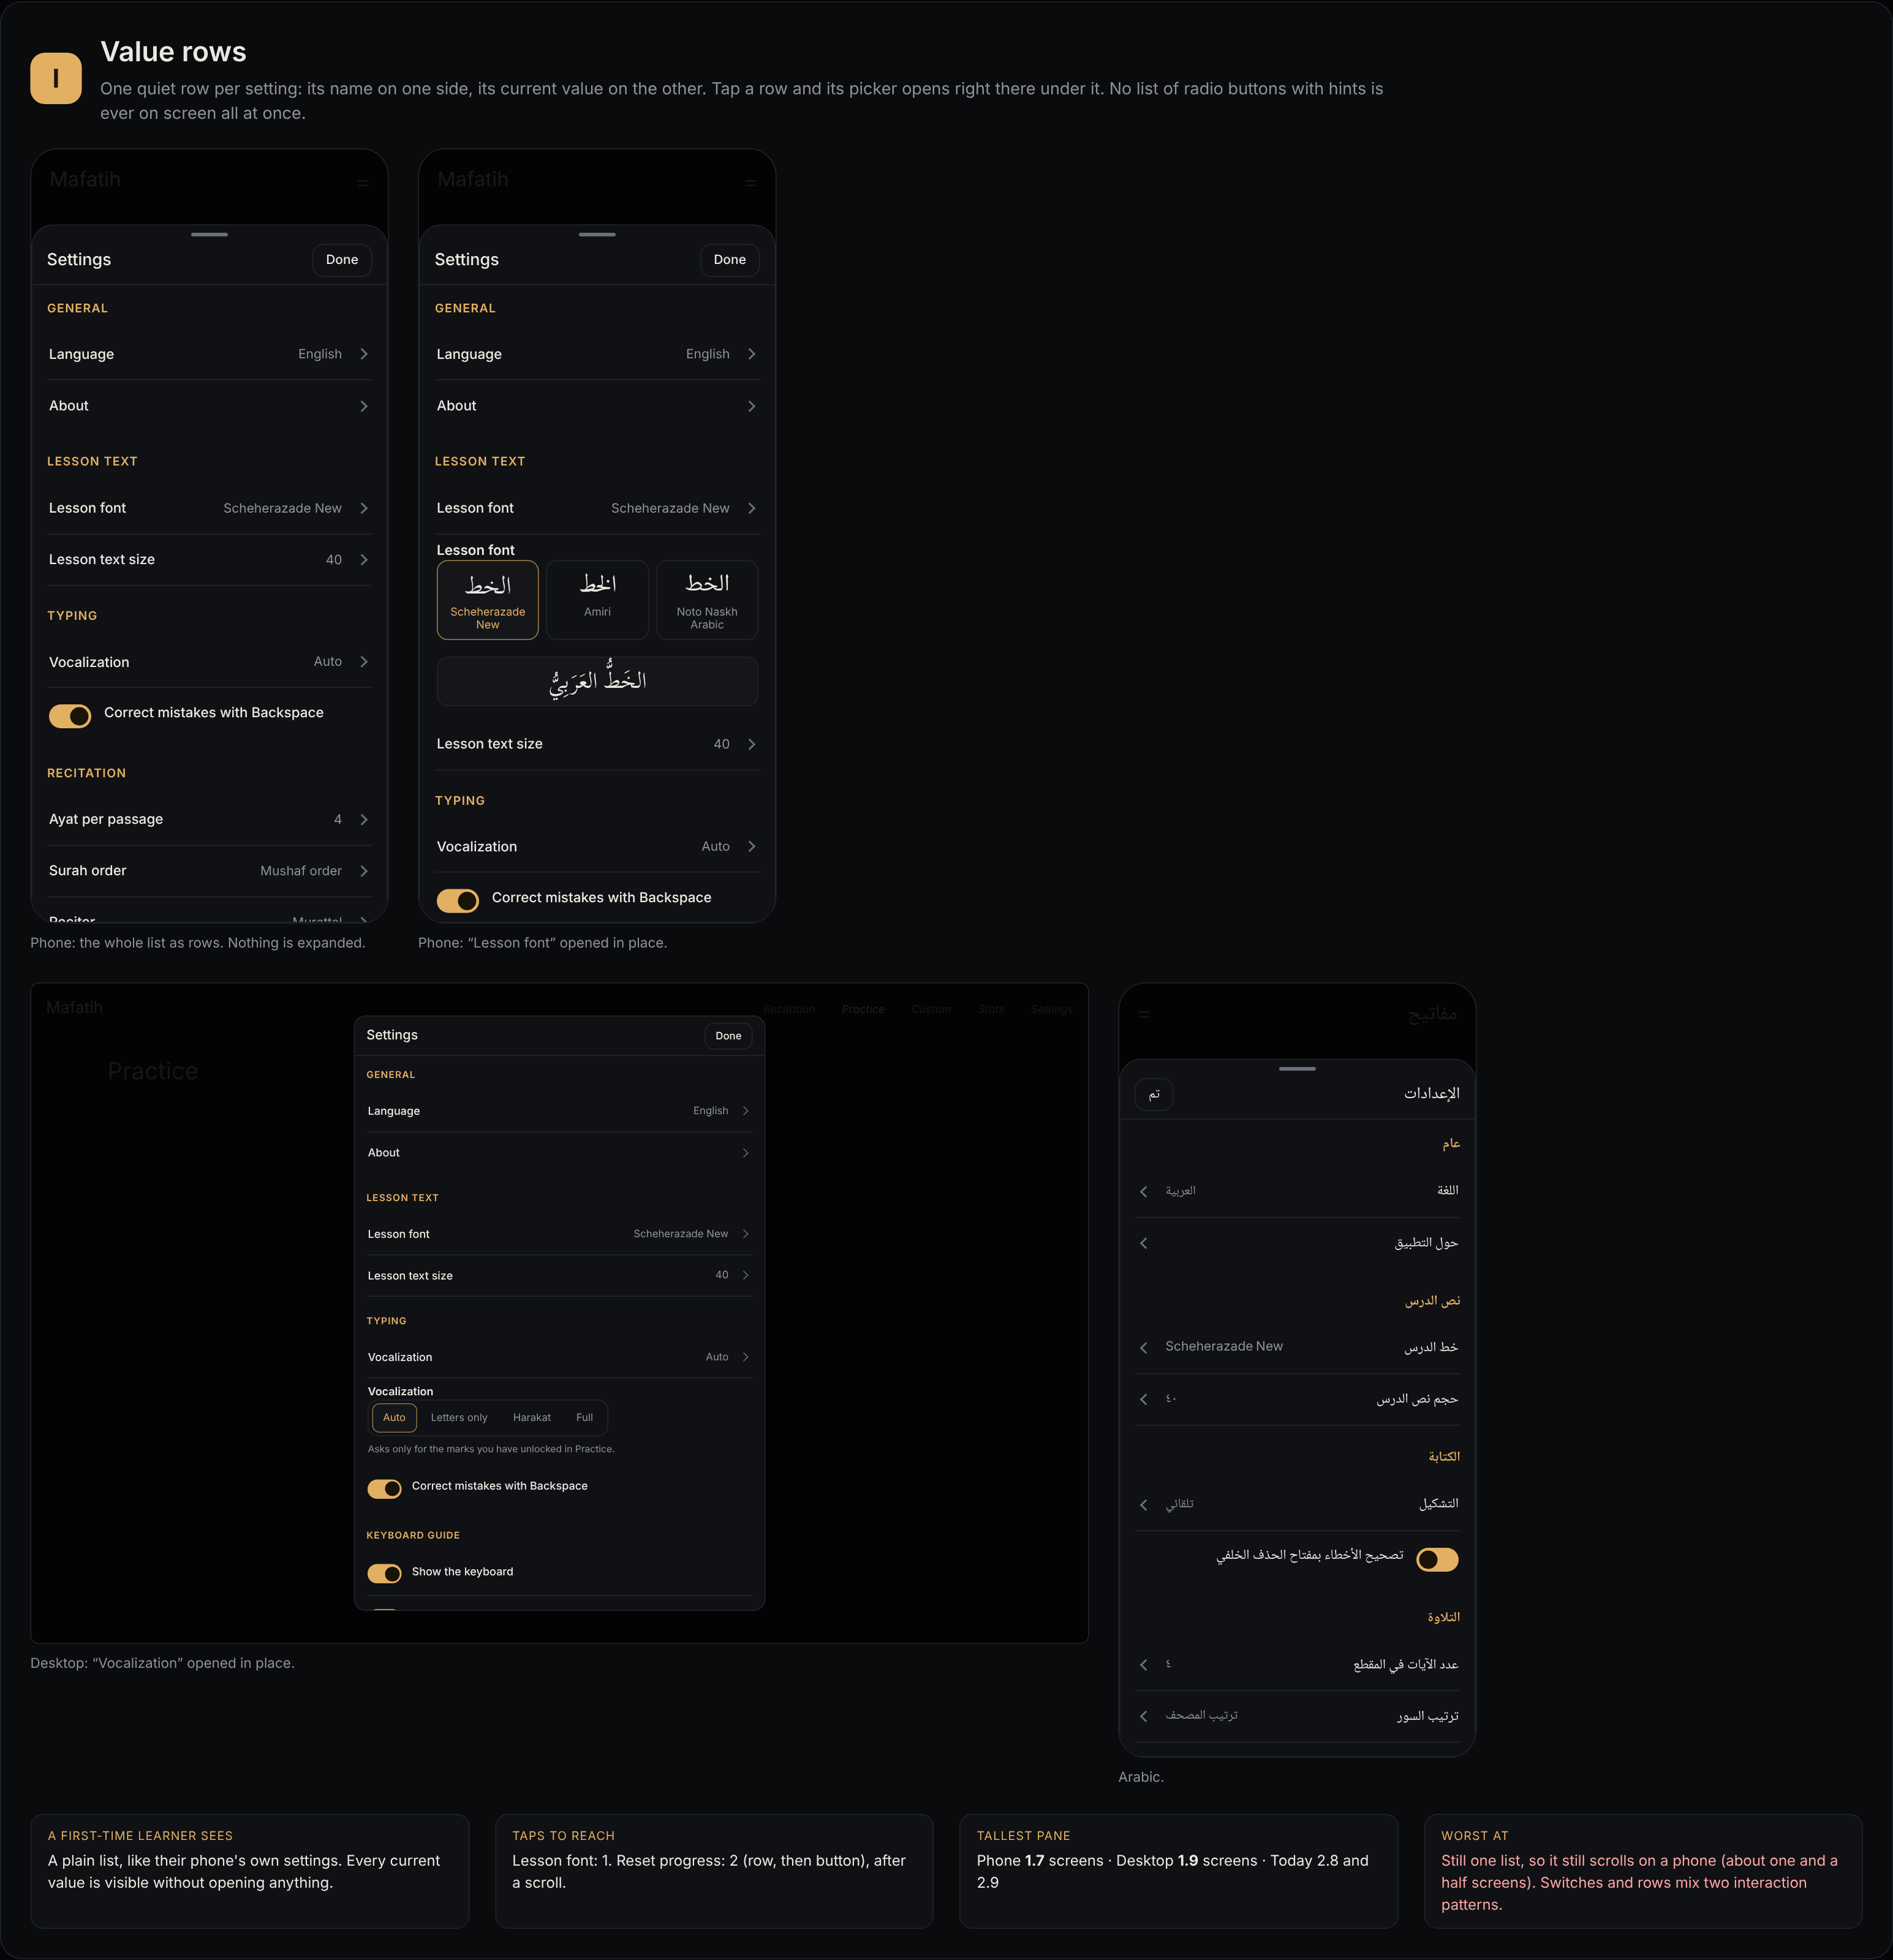 I
Value rows
One quiet row per setting: its name on one side, its current value on the other. Tap a row and its picker opens right there under it. No list of radio buttons with hints is
ever on screen all at once.
Mafatih
Settings
Done
GENERAL
Language English
About
LESSON TEXT
Lesson font Scheherazade New
Lesson text size 40
TYPING
Vocalization Auto
Correct mistakes with Backspace
RECITATION
Ayat per passage 4
Surah order Mushaf order
Reciter Murattal
Phone: the whole list as rows. Nothing is expanded.
Mafatih
Settings
Done
GENERAL
Language English
About
LESSON TEXT
Lesson font Scheherazade New
Lesson font
الخط
الخط
الخط
Scheherazade
New
Amiri
Noto Naskh
Arabic
الخَطُّ العَرَبِيُّ
Lesson text size 40
TYPING
Vocalization Auto
Correct mistakes with Backspace
Phone: “Lesson font” opened in place.
Mafatih
Recitation Practice Custom Stats Settings
Practice
Settings
Done
GENERAL
Language English
About
LESSON TEXT
Lesson font Scheherazade New
Lesson text size 40
TYPING
Vocalization Auto
Vocalization
Auto Letters only Harakat Full
Asks only for the marks you have unlocked in Practice.
Correct mistakes with Backspace
KEYBOARD GUIDE
Show the keyboard
Desktop: “Vocalization” opened in place.
مفاتيح
الإعدادات
تم
عام
اللغة العربية
حول التطبيق
نص الدرس
خط الدرس Scheherazade New
حجم نص الدرس ٤٠
الكتابة
التشكيل تلقائي
تصحيح الأخطاء بمفتاح الحذف الخلفي
التلاوة
عدد الآيات في المقطع ٤
ترتيب السور ترتيب المصحف
Arabic.
A FIRST-TIME LEARNER SEES
A plain list, like their phone's own settings. Every current
value is visible without opening anything.
TAPS TO REACH
Lesson font: 1. Reset progress: 2 (row, then button), after
a scroll.
TALLEST PANE
Phone 1.7 screens · Desktop 1.9 screens · Today 2.8 and
2.9
WORST AT
Still one list, so it still scrolls on a phone (about one and a
half screens). Switches and rows mix two interaction
patterns.